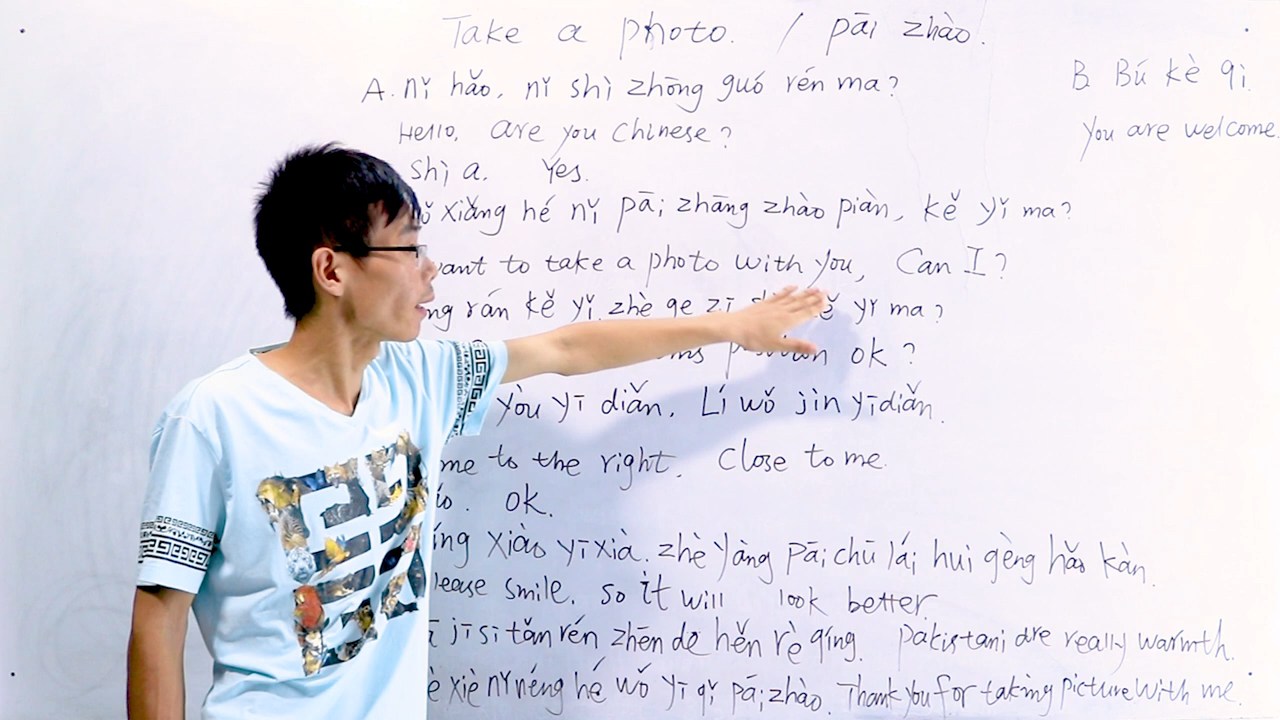 Take a photo. / pāi zhào.
A. nǐ hǎo, nǐ shì zhōng guó rén ma?
Hello, are you Chinese?
Shì a. Yes.
xiǎng hé nǐ pāi zhāng zhào piàn, kě yǐ ma?
want to take a photo with you, Can I?
rán kě yǐ. zhè ge zī yǐ ma?
ok?
yòu yī diǎn. Lí wǒ jìn yīdiǎn.
to the right. Close to me.
ok.
xiào yīxià. zhè yàng pāi chū lái huì gèng hǎo kàn.
smile. so it will look better
jī sī tǎn rén zhēn de hěn rè qíng. Pakistani are really warmth.
xiè nǐ néng hé wǒ yī qǐ pāi zhào. Thank you for taking picture with me.
B. Bú kè qì.
You are welcome.